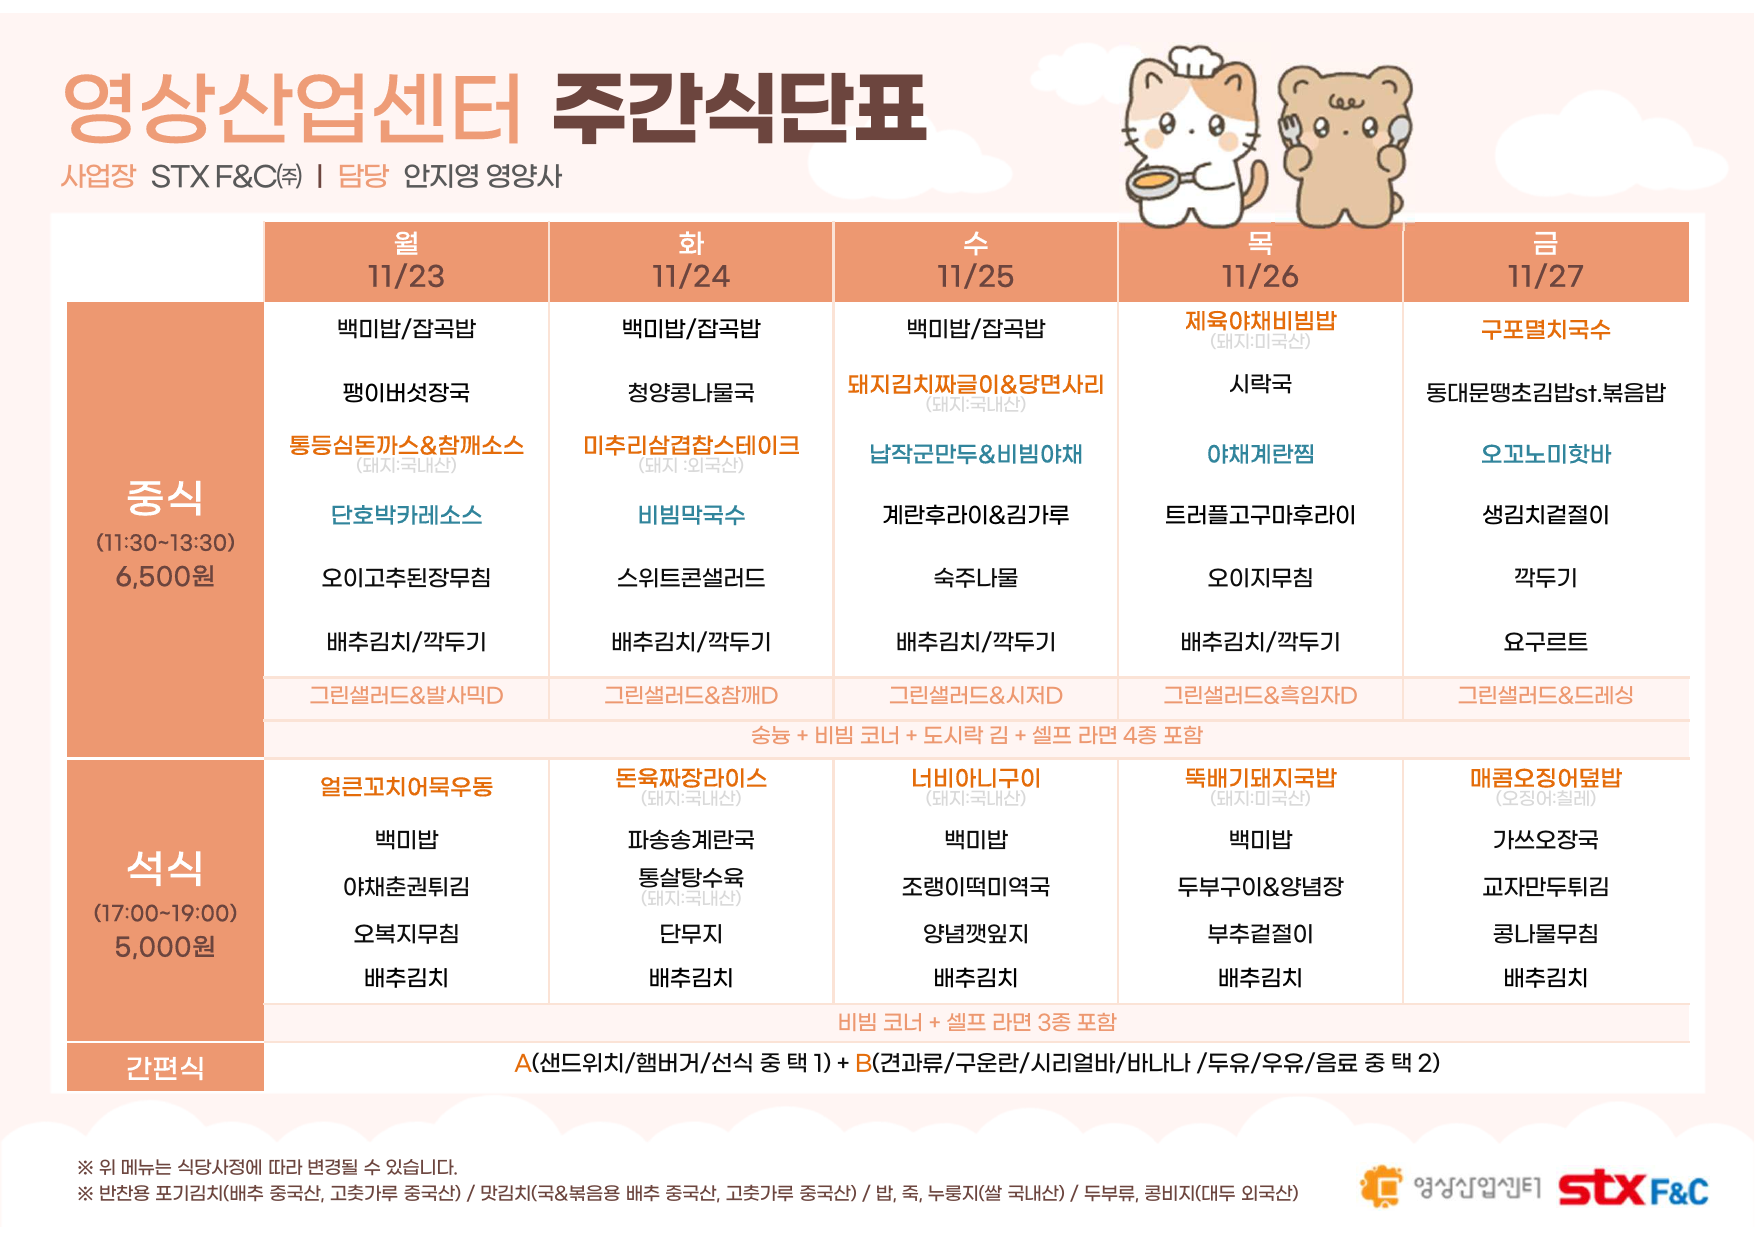 영상산업센터 주간식단표
사업장 STX F&C㈜ | 담당 안지영 영양사
월 화 수 목 금
11/23 11/24 11/25 11/26 11/27
중식
(11:30~13:30)
6,500원
백미밥/잡곡밥 백미밥/잡곡밥 백미밥/잡곡밥 제육야채비빔밥 구포멸치국수
(돼지:미국산)
팽이버섯장국 청양콩나물국 돼지김치짜글이&당면사리 시락국 동대문땡초김밥st.볶음밥
(돼지:국내산)
통등심돈까스&참깨소스 미추리삼겹찹스테이크 납작군만두&비빔야채 야채계란찜 오꼬노미핫바
(돼지:국내산) (돼지 :외국산)
단호박카레소스 비빔막국수 계란후라이&김가루 트러플고구마후라이 생김치겉절이
오이고추된장무침 스위트콘샐러드 숙주나물 오이지무침 깍두기
배추김치/깍두기 배추김치/깍두기 배추김치/깍두기 배추김치/깍두기 요구르트
그린샐러드&발사믹D 그린샐러드&참깨D 그린샐러드&시저D 그린샐러드&흑임자D 그린샐러드&드레싱
숭늉 + 비빔 코너 + 도시락 김 + 셀프 라면 4종 포함
석식
(17:00~19:00)
5,000원
얼큰꼬치어묵우동 돈육짜장라이스 너비아니구이 뚝배기돼지국밥 매콤오징어덮밥
(돼지:국내산) (돼지:국내산) (돼지:미국산) (오징어:칠레)
백미밥 파송송계란국 백미밥 백미밥 가쓰오장국
야채춘권튀김 통살탕수육 조랭이떡미역국 두부구이&양념장 교자만두튀김
(돼지:국내산)
오복지무침 단무지 양념깻잎지 부추겉절이 콩나물무침
배추김치 배추김치 배추김치 배추김치 배추김치
비빔 코너 + 셀프 라면 3종 포함
간편식
A(샌드위치/햄버거/선식 중 택 1) + B(견과류/구운란/시리얼바/바나나 /두유/우유/음료 중 택 2)
※ 위 메뉴는 식당사정에 따라 변경될 수 있습니다.
※ 반찬용 포기김치(배추 중국산, 고춧가루 중국산) / 맛김치(국&볶음용 배추 중국산, 고춧가루 중국산) / 밥, 죽, 누룽지(쌀 국내산) / 두부류, 콩비지(대두 외국산)
영상산업센터 stx F&C